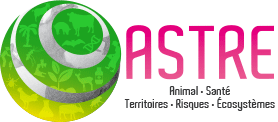 ASTRE
Animal • Santé
Territoires • Risques • Écosystèmes